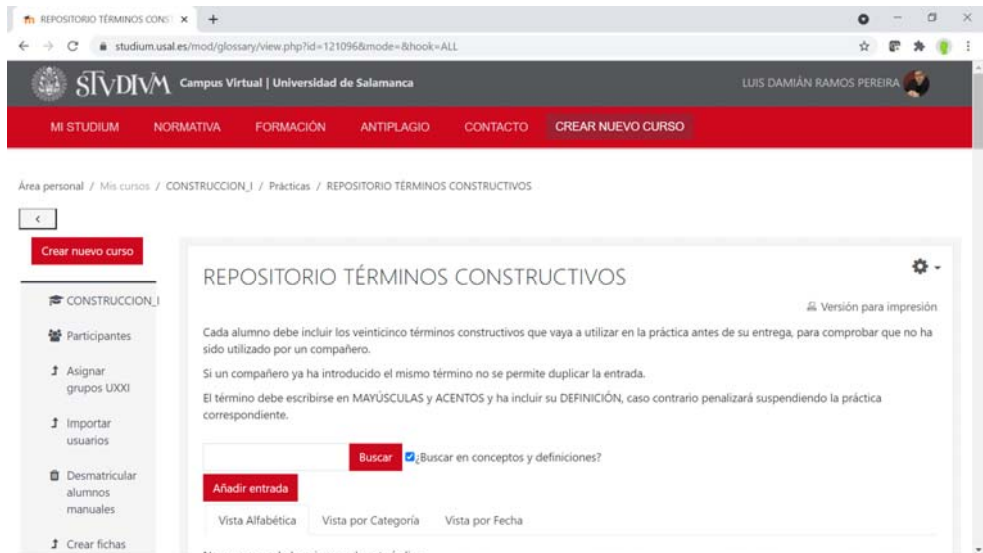 REPOSITORIO TÉRMINOS CONST
studium.usal.es/mod/glossary/view.php?id=121096&mode=&hook=ALL
STVDIVM Campus Virtual | Universidad de Salamanca
LUIS DAMIÁN RAMOS PEREIRA
MI STUDIUM NORMATIVA FORMACIÓN ANTIPLAGIO CONTACTO CREAR NUEVO CURSO
Área personal / Mis cursos / CONSTRUCCION_I / Prácticas / REPOSITORIO TÉRMINOS CONSTRUCTIVOS
Crear nuevo curso
CONSTRUCCION_I
Participantes
Asignar
grupos UXXI
Importar
usuarios
Desmatricular
alumnos
manuales
Crear fichas
REPOSITORIO TÉRMINOS CONSTRUCTIVOS
Versión para impresión
Cada alumno debe incluir los veinticinco términos constructivos que vaya a utilizar en la práctica antes de su entrega, para comprobar que no ha
sido utilizado por un compañero.
Si un compañero ya ha introducido el mismo término no se permite duplicar la entrada.
El término debe escribirse en MAYÚSCULAS y ACENTOS y ha incluir su DEFINICIÓN, caso contrario penalizará suspendiendo la práctica
correspondiente.
Buscar ¿Buscar en conceptos y definiciones?
Añadir entrada
Vista Alfabética Vista por Categoría Vista por Fecha